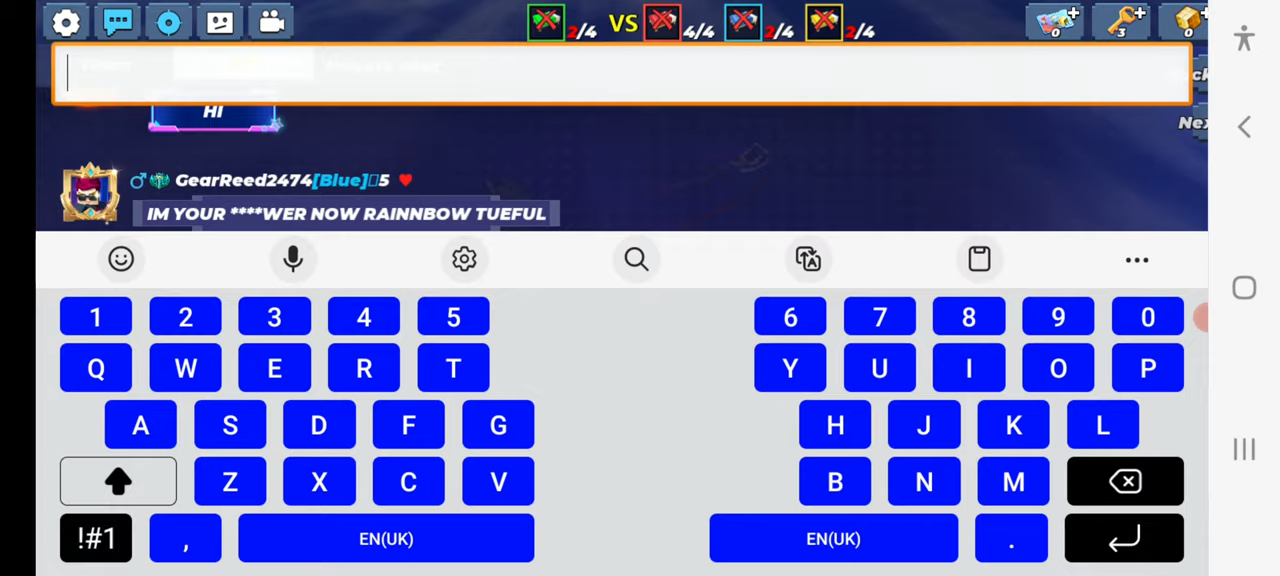 2/4 VS 4/4 2/4 2/4 0 3 0
HI
Nex
GearReed2474[Blue] 5
IM YOUR ****WER NOW RAINNBOW TUEFUL
1 2 3 4 5 6 7 8 9 0
Q W E R T Y U I O P
A S D F G H J K L
Z X C V B N M
!#1 , EN(UK) EN(UK) .